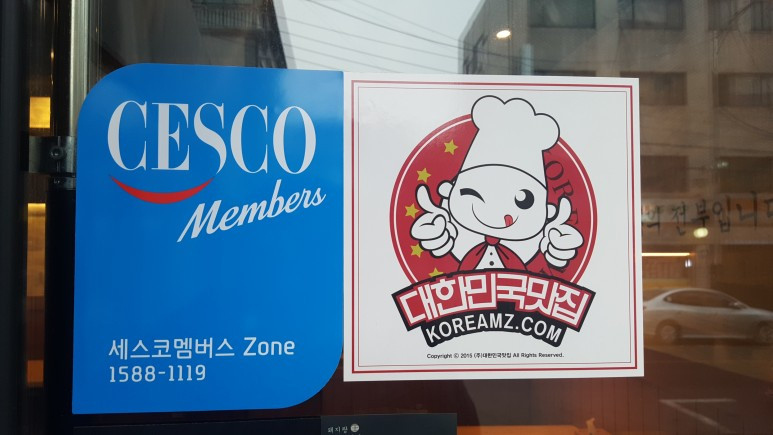 CESCO
Members
세스코멤버스 Zone
1588-1119
대한민국맛집
KOREAMZ.COM
Copyright © 2015 (주)대한민국맛집 All Rights Reserved.